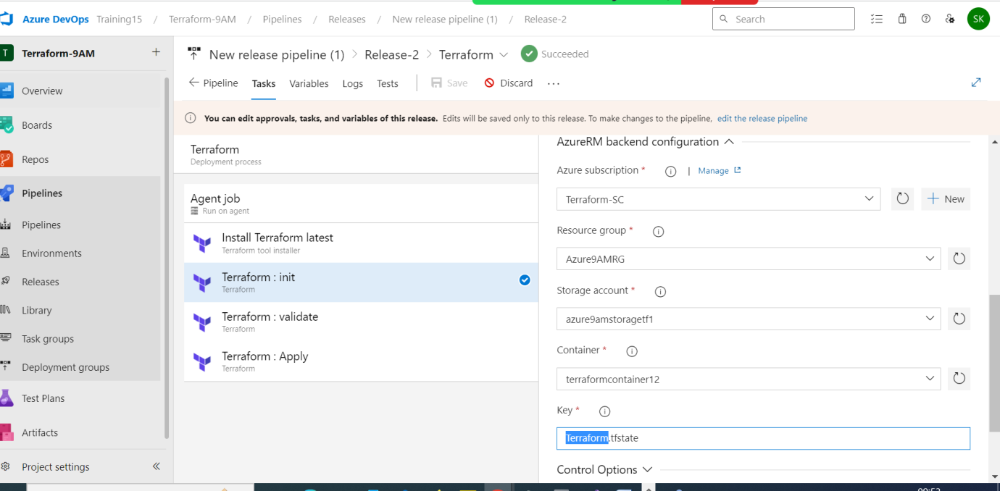 Azure DevOps Training15 / Terraform-9AM / Pipelines / Releases / New release pipeline (1) / Release-2
Search
SK
T Terraform-9AM +
New release pipeline (1) > Release-2 > Terraform Succeeded
Pipeline Tasks Variables Logs Tests Save Discard ...
You can edit approvals, tasks, and variables of this release. Edits will be saved only to this release. To make changes to the pipeline, edit the release pipeline
Overview
Boards
Repos
Pipelines
Pipelines
Environments
Releases
Library
Task groups
Deployment groups
Test Plans
Artifacts
Project settings
Terraform
Deployment process
Agent job
Run on agent
Install Terraform latest
Terraform tool installer
Terraform : init
Terraform
Terraform : validate
Terraform
Terraform : Apply
Terraform
AzureRM backend configuration
Azure subscription * | Manage
Terraform-SC
New
Resource group *
Azure9AMRG
Storage account *
azure9amstoragetf1
Container *
terraformcontainer12
Key *
Terraform.tfstate
Control Options